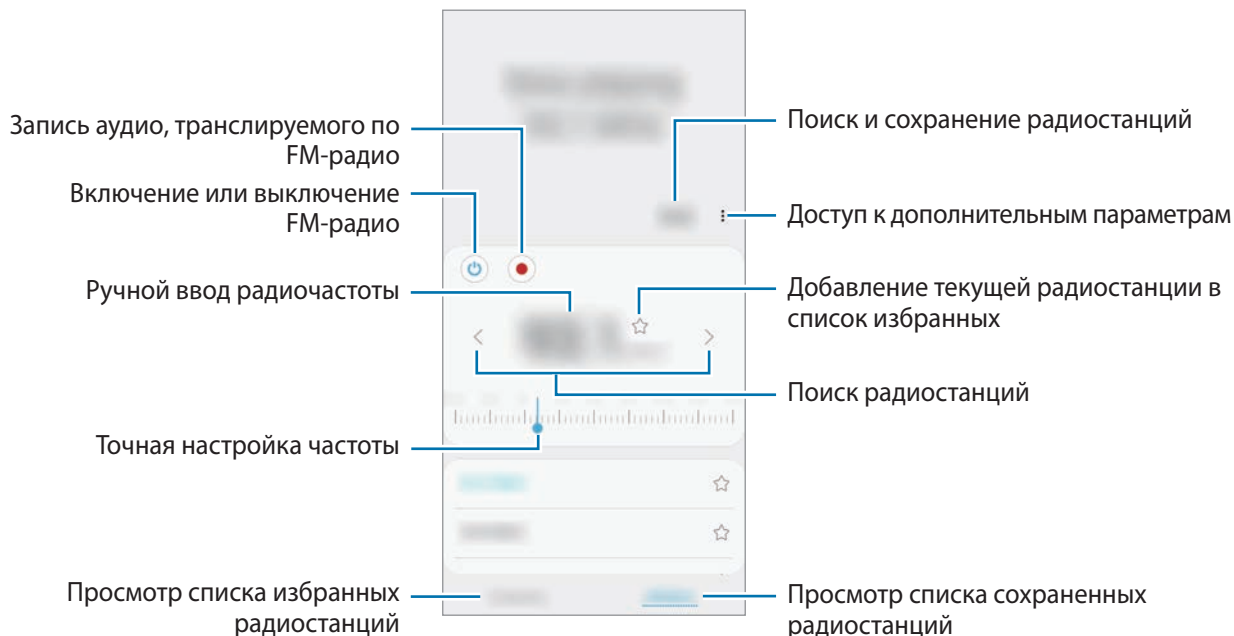 Запись аудио, транслируемого по
FM-радио
Включение или выключение
FM-радио
Ручной ввод радиочастоты
Точная настройка частоты
Просмотр списка избранных
радиостанций
Поиск и сохранение радиостанций
Доступ к дополнительным параметрам
Добавление текущей радиостанции в
список избранных
Поиск радиостанций
Просмотр списка сохраненных
радиостанций